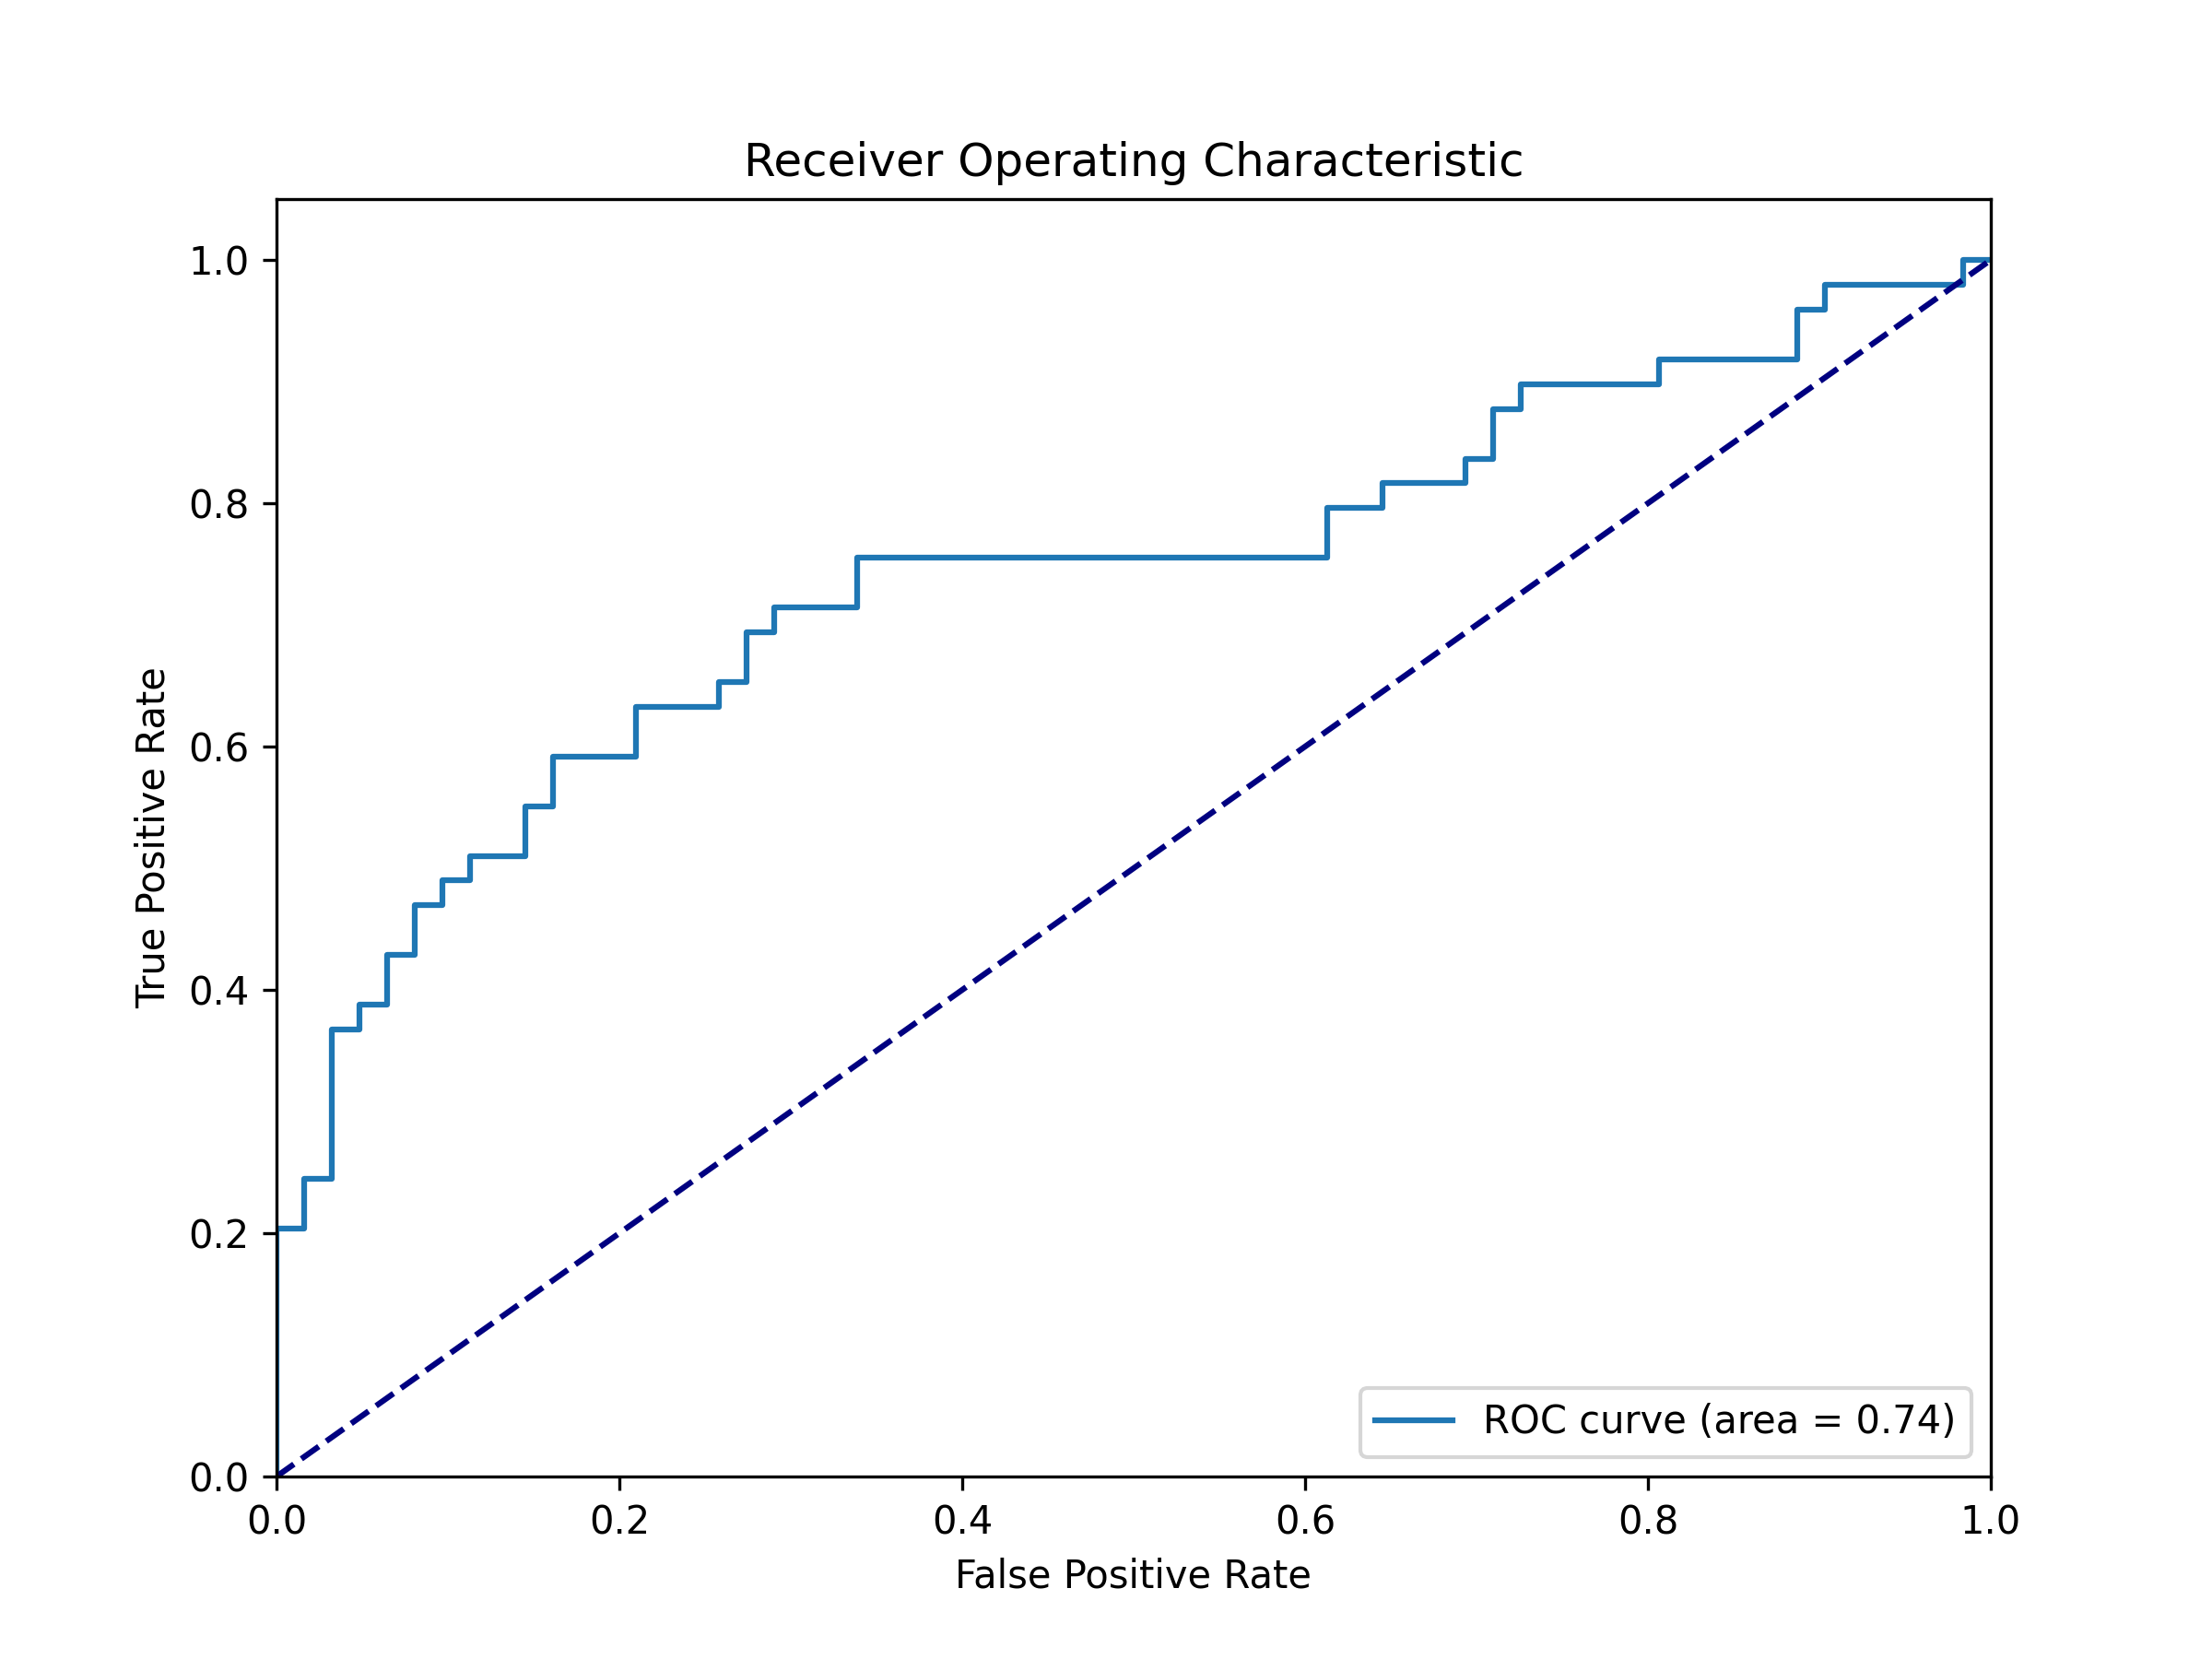 Receiver Operating Characteristic
1.0
0.8
0.6
0.4
0.2
0.0
True Positive Rate
ROC curve (area = 0.74)
0.0 0.2 0.4 0.6 0.8 1.0
False Positive Rate